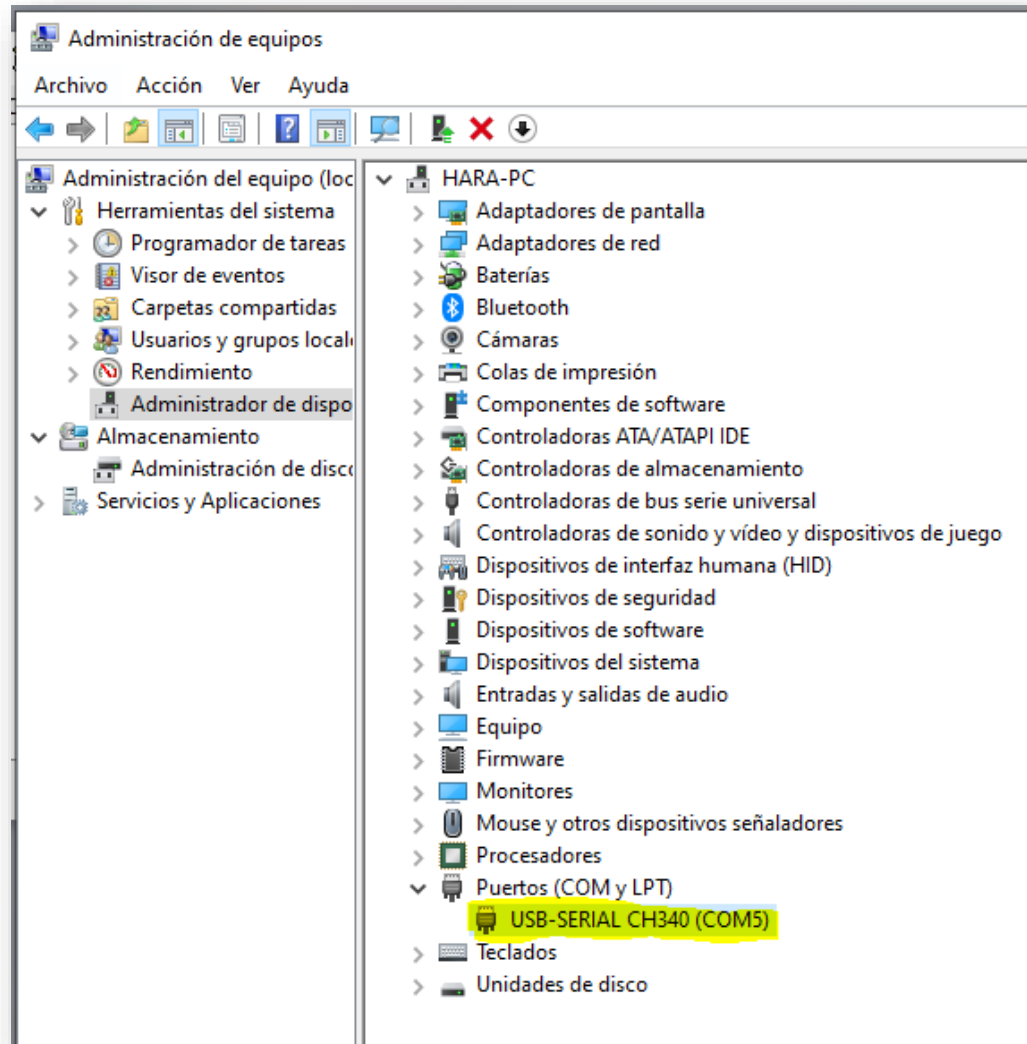 Administración de equipos
Archivo Acción Ver Ayuda
Administración del equipo (loc
Herramientas del sistema
Programador de tareas
Visor de eventos
Carpetas compartidas
Usuarios y grupos local
Rendimiento
Administrador de dispo
Almacenamiento
Administración de disc
Servicios y Aplicaciones
HARA-PC
Adaptadores de pantalla
Adaptadores de red
Baterías
Bluetooth
Cámaras
Colas de impresión
Componentes de software
Controladoras ATA/ATAPI IDE
Controladoras de almacenamiento
Controladoras de bus serie universal
Controladoras de sonido y vídeo y dispositivos de juego
Dispositivos de interfaz humana (HID)
Dispositivos de seguridad
Dispositivos de software
Dispositivos del sistema
Entradas y salidas de audio
Equipo
Firmware
Monitores
Mouse y otros dispositivos señaladores
Procesadores
Puertos (COM y LPT)
USB-SERIAL CH340 (COM5)
Teclados
Unidades de disco